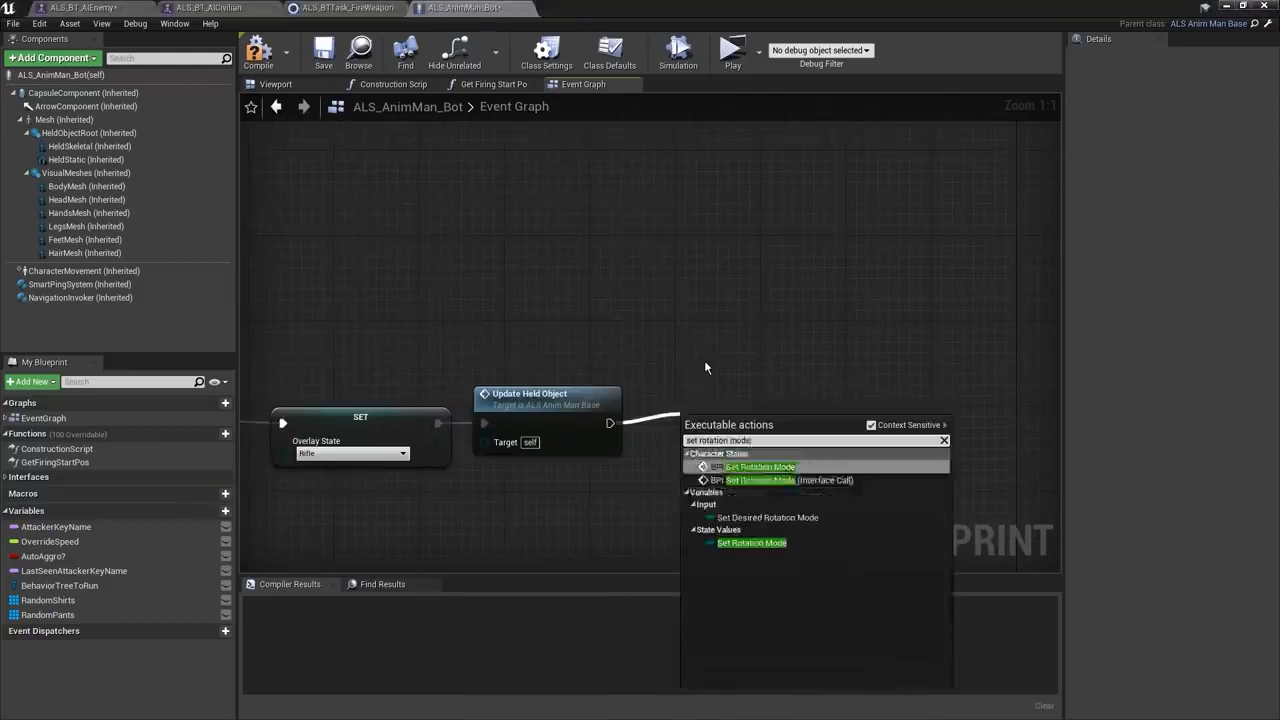 ALS_BT_AIEnemy*
ALS_BT_AICivilian
ALS_BTTask_FireWeapon
ALS_AnimMan_Bot*
File Edit Asset View Debug Window Help
Parent class: ALS Anim Man Base
Components
+ Add Component
Search
ALS_AnimMan_Bot(self)
CapsuleComponent (Inherited)
ArrowComponent (Inherited)
Mesh (Inherited)
HeldObjectRoot (Inherited)
HeldSkeletal (Inherited)
HeldStatic (Inherited)
VisualMeshes (Inherited)
BodyMesh (Inherited)
HeadMesh (Inherited)
HandsMesh (Inherited)
LegsMesh (Inherited)
FeetMesh (Inherited)
HairMesh (Inherited)
CharacterMovement (Inherited)
SmartPingSystem (Inherited)
NavigationInvoker (Inherited)
My Blueprint
+ Add New
Search
Graphs
EventGraph
Functions (100 Overridable)
ConstructionScript
GetFiringStartPos
Interfaces
Macros
Variables
AttackerKeyName
OverrideSpeed
AutoAggro?
LastSeenAttackerKeyName
BehaviorTreeToRun
RandomShirts
RandomPants
Event Dispatchers
Compile
Save
Browse
Find
Hide Unrelated
Class Settings
Class Defaults
Simulation
Play
No debug object selected
Debug Filter
Viewport
Construction Scrip
Get Firing Start Po
Event Graph
ALS_AnimMan_Bot > Event Graph
Zoom 1:1
SET
Overlay State
Rifle
Update Held Object
Target is ALS Anim Man Base
Target self
Executable actions
Context Sensitive
set rotation mode
Character States
Set Rotation Mode
BPI Set Rotation Mode (Interface Call)
Variables
Input
Set Desired Rotation Mode
State Values
Set Rotation Mode
PRINT
Compiler Results
Find Results
Clear
Details